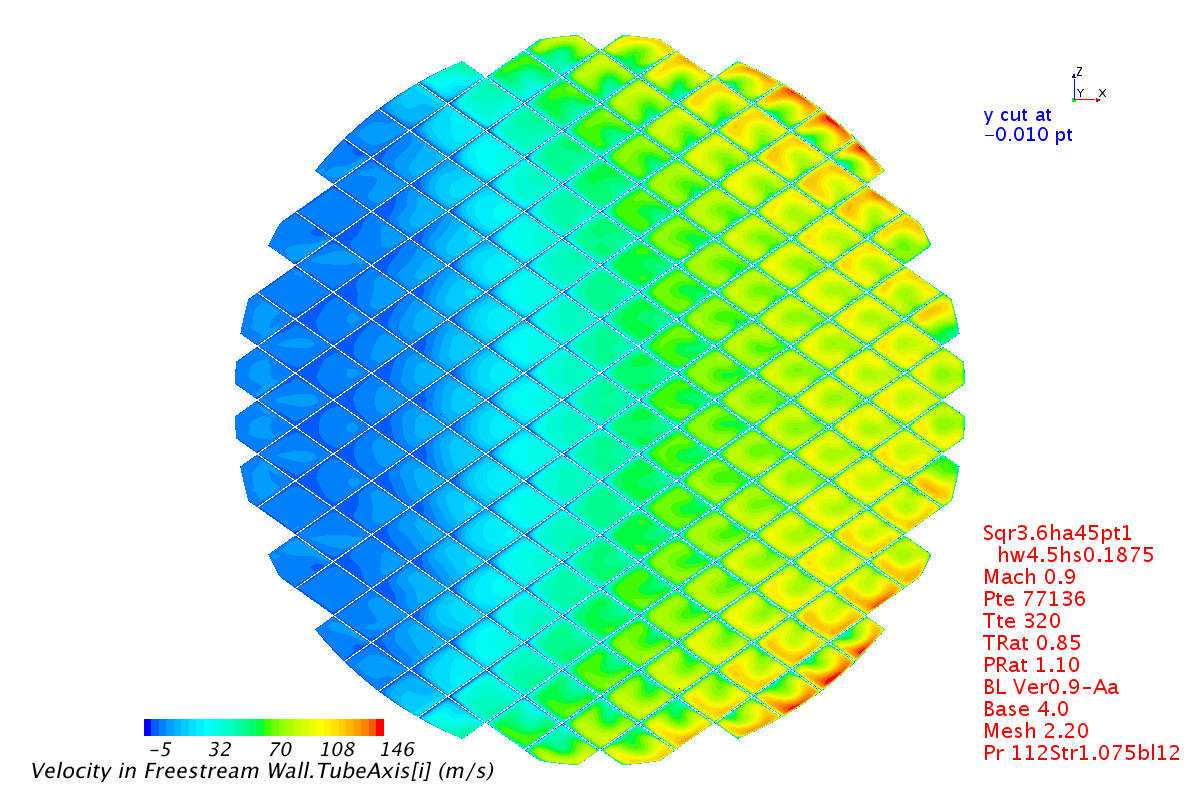 Z
Y X
y cut at
−0.010 pt
Sqr3.6ha45pt1
hw4.5hs0.1875
Mach 0.9
Pte 77136
Tte 320
TRat 0.85
PRat 1.10
BL Ver0.9−Aa
Base 4.0
Mesh 2.20
Pr 112Str1.075bl12
−5 32 70 108 146
Velocity in Freestream Wall.TubeAxis[i] (m/s)